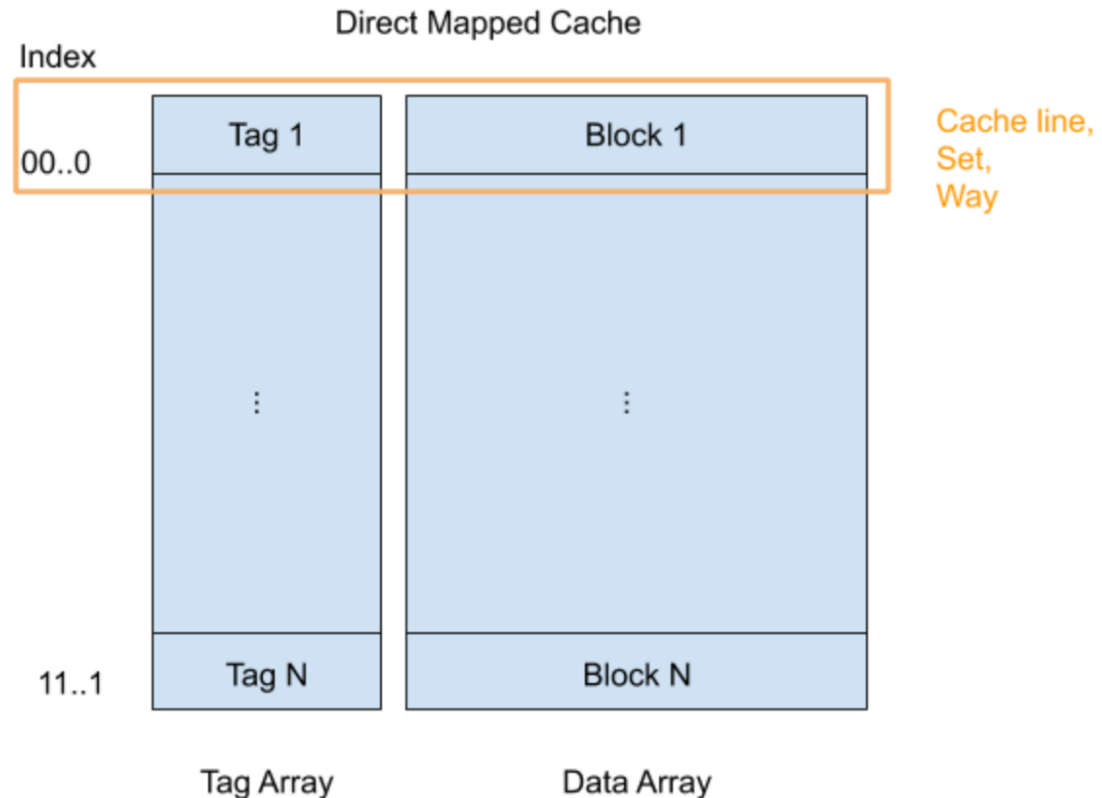 Direct Mapped Cache
Index
00..0
Tag 1
Block 1
Cache line,
Set,
Way
⋮
⋮
11..1
Tag N
Block N
Tag Array
Data Array